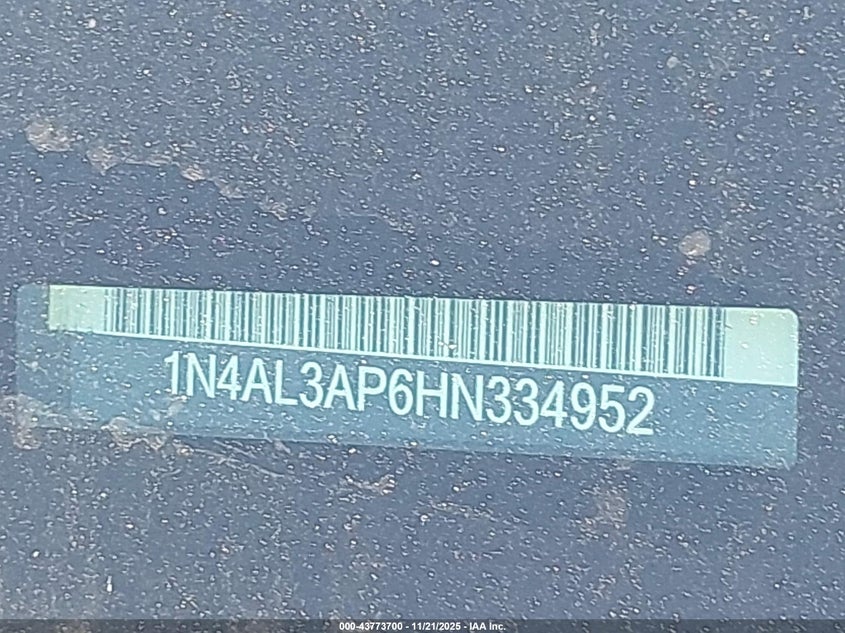 1N4AL3AP6HN334952
000-43773700 - 11/21/2025 - IAA Inc.